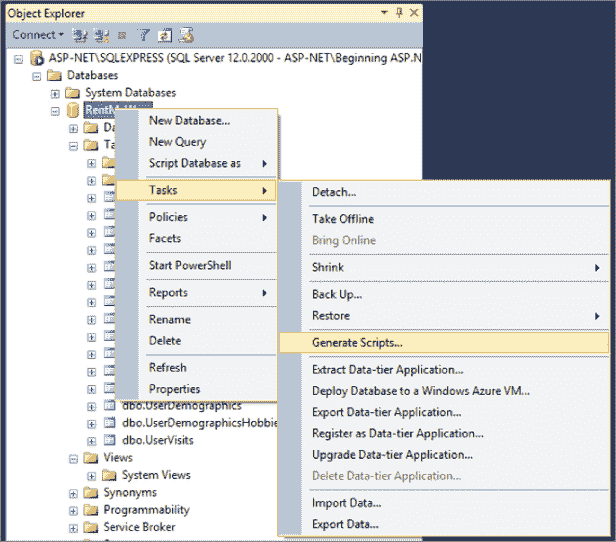 Object Explorer
Connect
ASP-NET\SQLEXPRESS (SQL Server 12.0.2000 - ASP-NET\Beginning ASP.N
Databases
System Databases
New Database...
New Query
Script Database as
Tasks
Policies
Facets
Start PowerShell
Reports
Rename
Delete
Refresh
Properties
Detach...
Take Offline
Bring Online
Shrink
Back Up...
Restore
Generate Scripts...
Extract Data-tier Application...
Deploy Database to a Windows Azure VM...
Export Data-tier Application...
Register as Data-tier Application...
Upgrade Data-tier Application...
Delete Data-tier Application...
Import Data...
Export Data...
dbo.UserDemographics
dbo.UserDemographicsHobbie
dbo.UserVisits
Views
System Views
Synonyms
Programmability
Service Broker